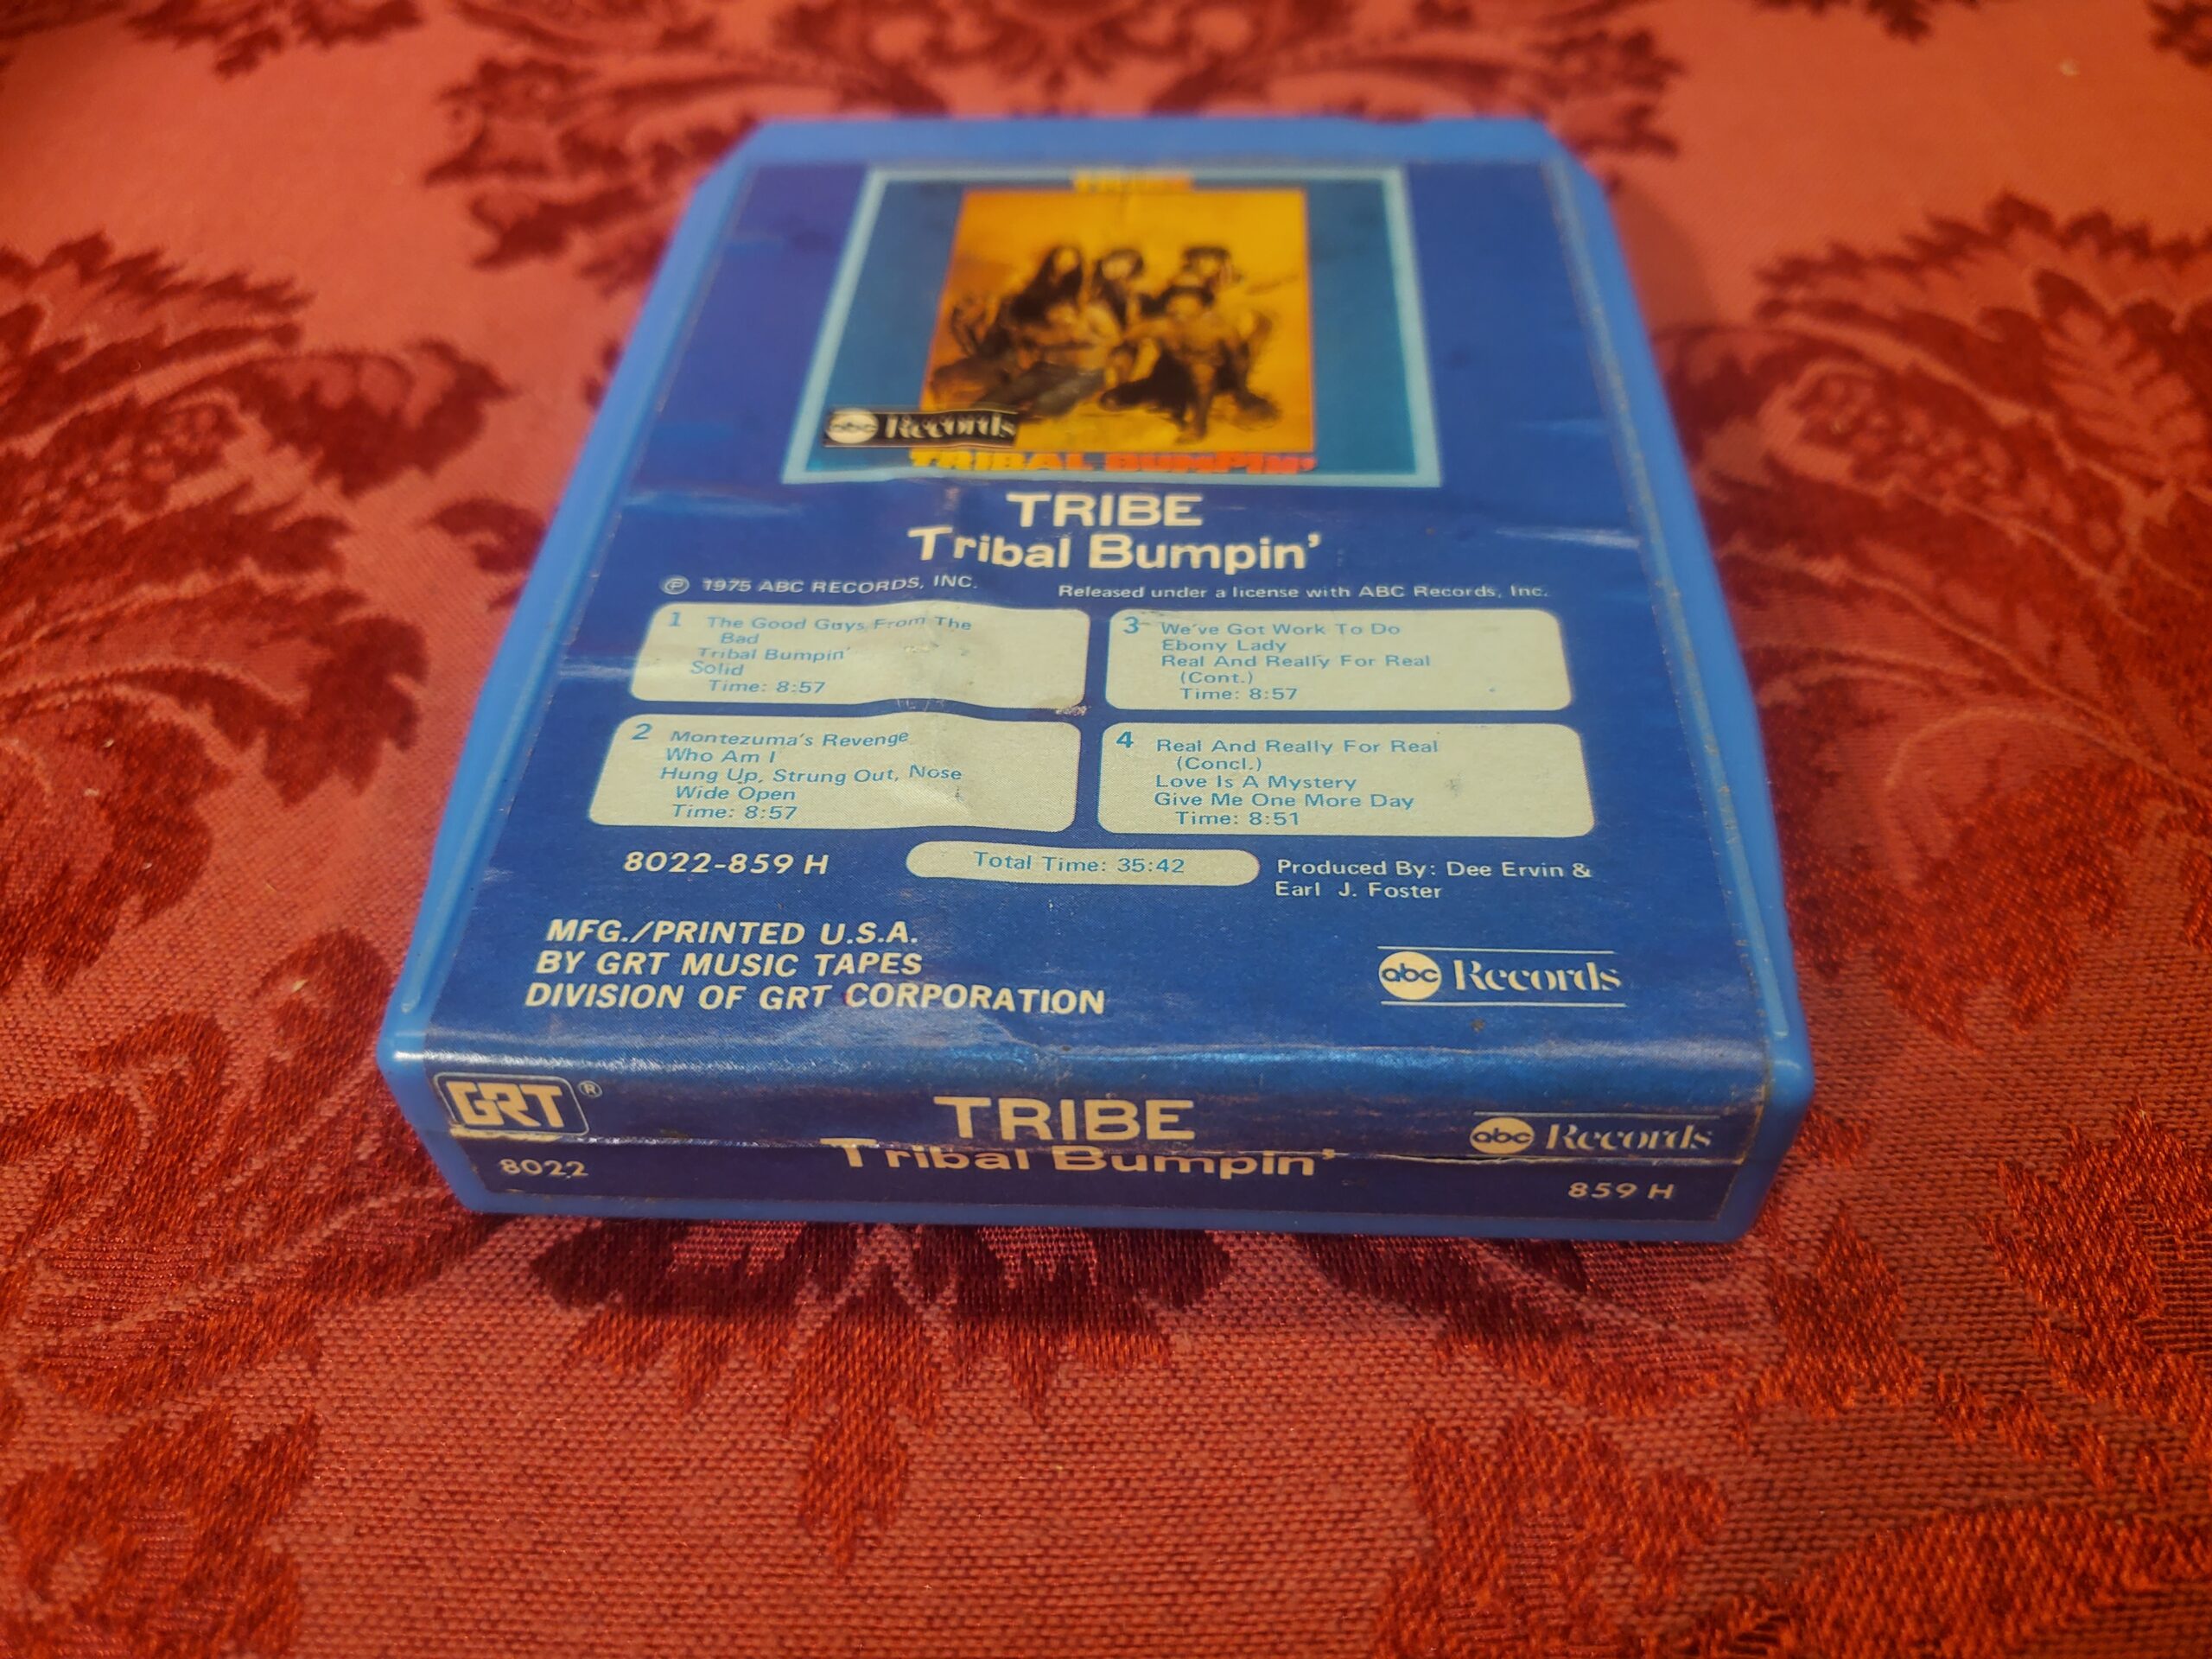 TRIBE
abc Records
TRIBAL BUMPIN'
TRIBE
Tribal Bumpin'
Ⓟ 1975 ABC RECORDS, INC.
Released under a license with ABC Records, Inc.
1 The Good Guys From The
Bad
Tribal Bumpin'
Solid
Time: 8:57
2 Montezuma's Revenge
Who Am I
Hung Up, Strung Out, Nose
Wide Open
Time: 8:57
3 We've Got Work To Do
Ebony Lady
Real And Really For Real
(Cont.)
Time: 8:57
4 Real And Really For Real
(Concl.)
Love Is A Mystery
Give Me One More Day
Time: 8:51
8022-859 H
Total Time: 35:42
Produced By: Dee Ervin &
Earl J. Foster
MFG./PRINTED U.S.A.
BY GRT MUSIC TAPES
DIVISION OF GRT CORPORATION
abc Records
GRT ®
TRIBE
abc Records
Tribal Bumpin'
8022
859 H